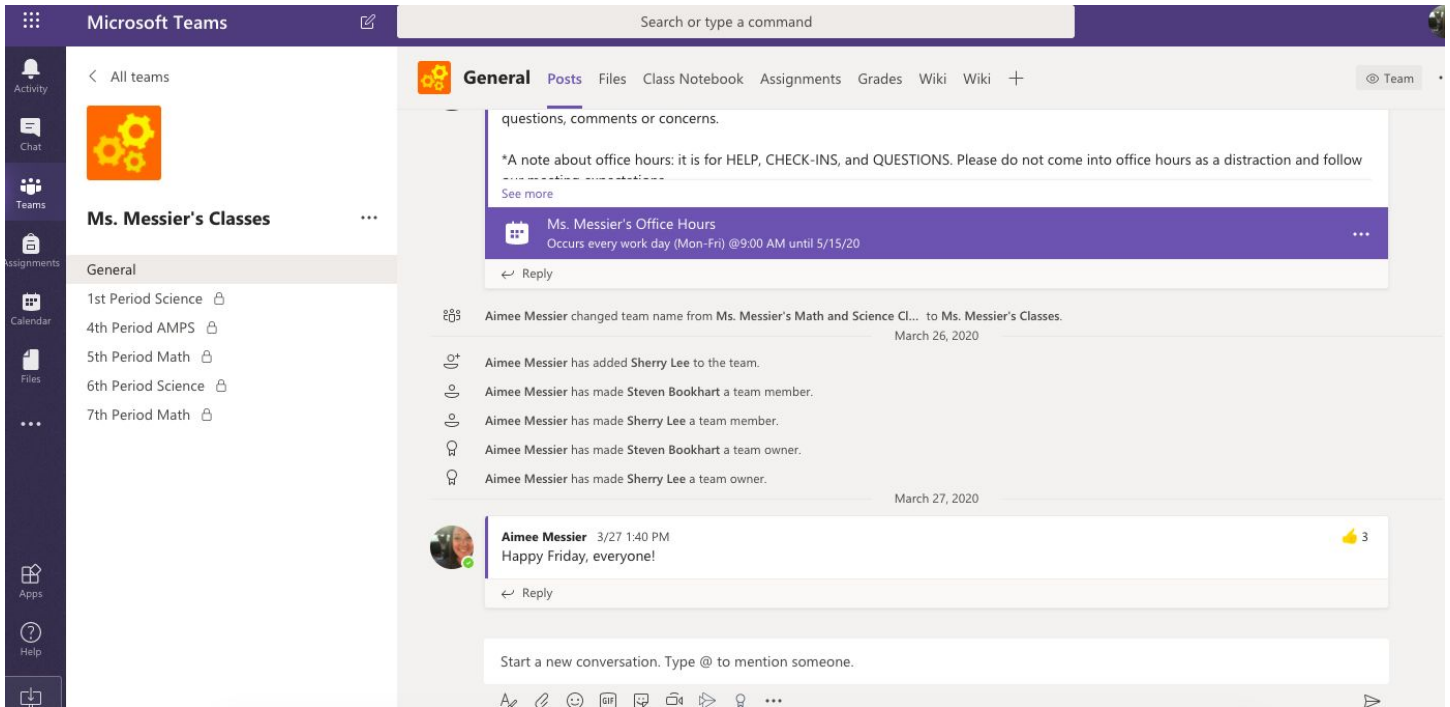 Microsoft Teams
Search or type a command
Activity
Chat
Teams
Assignments
Calendar
Files
Apps
Help
All teams
Ms. Messier's Classes
General
1st Period Science
4th Period AMPS
5th Period Math
6th Period Science
7th Period Math
General Posts Files Class Notebook Assignments Grades Wiki Wiki
Team
questions, comments or concerns.
*A note about office hours: it is for HELP, CHECK-INS, and QUESTIONS. Please do not come into office hours as a distraction and follow
our meeting expectations
See more
Ms. Messier's Office Hours
Occurs every work day (Mon-Fri) @9:00 AM until 5/15/20
Reply
Aimee Messier changed team name from Ms. Messier's Math and Science Cl... to Ms. Messier's Classes.
March 26, 2020
Aimee Messier has added Sherry Lee to the team.
Aimee Messier has made Steven Bookhart a team member.
Aimee Messier has made Sherry Lee a team member.
Aimee Messier has made Steven Bookhart a team owner.
Aimee Messier has made Sherry Lee a team owner.
March 27, 2020
Aimee Messier 3/27 1:40 PM
3
Happy Friday, everyone!
Reply
Start a new conversation. Type @ to mention someone.
GIF